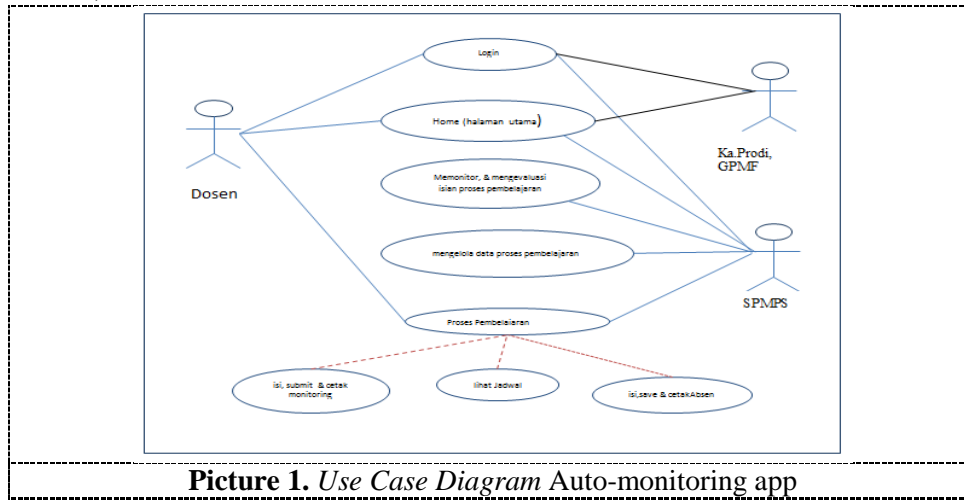 Login
Home (halaman utama)
Dosen
Ka.Prodi,
GPMF
Memonitor, & mengevaluasi
isian proses pembelajaran
mengelola data proses pembelajaran
SPMPS
Proses Pembelajaran
isi, submit & cetak
monitoring
lihat Jadwal
isi,save & cetakAbsen
Picture 1. Use Case Diagram Auto-monitoring app